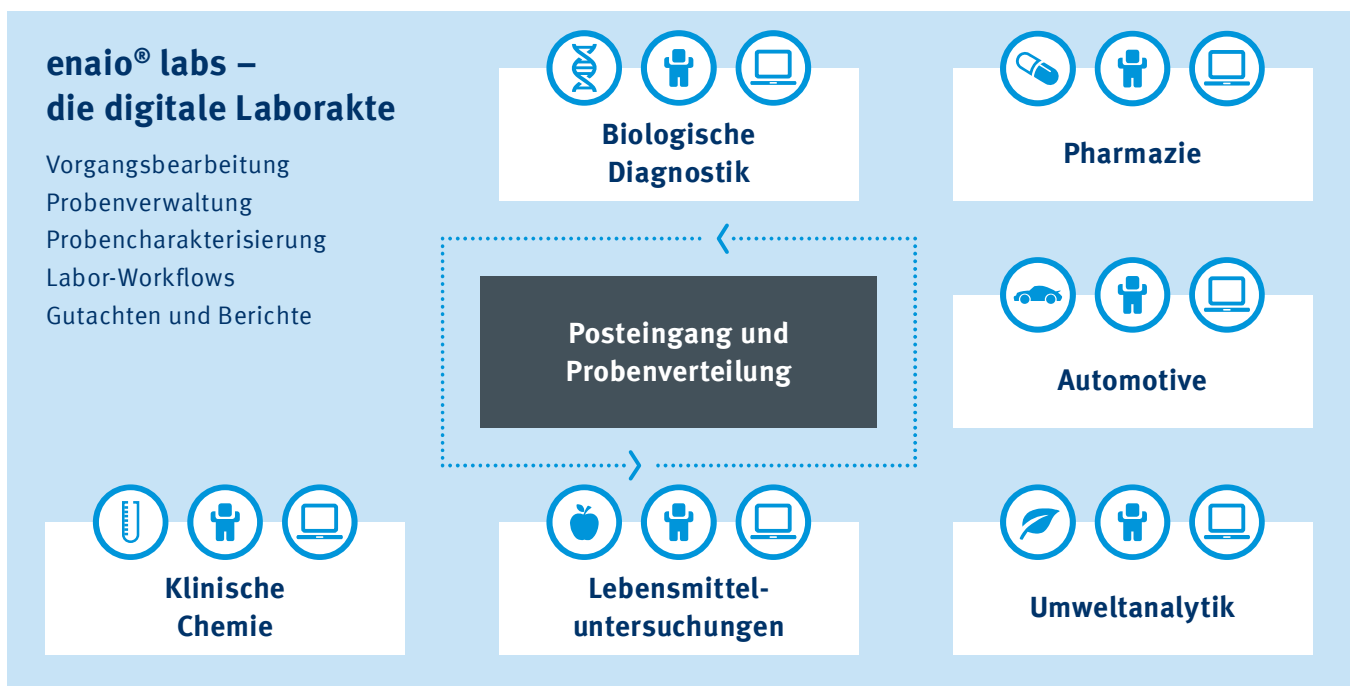 enaio® labs –
die digitale Laborakte
Vorgangsbearbeitung
Probenverwaltung
Probencharakterisierung
Labor-Workflows
Gutachten und Berichte
Biologische
Diagnostik
Pharmazie
Posteingang und
Probenverteilung
Automotive
Klinische
Chemie
Lebensmittel-
untersuchungen
Umweltanalytik